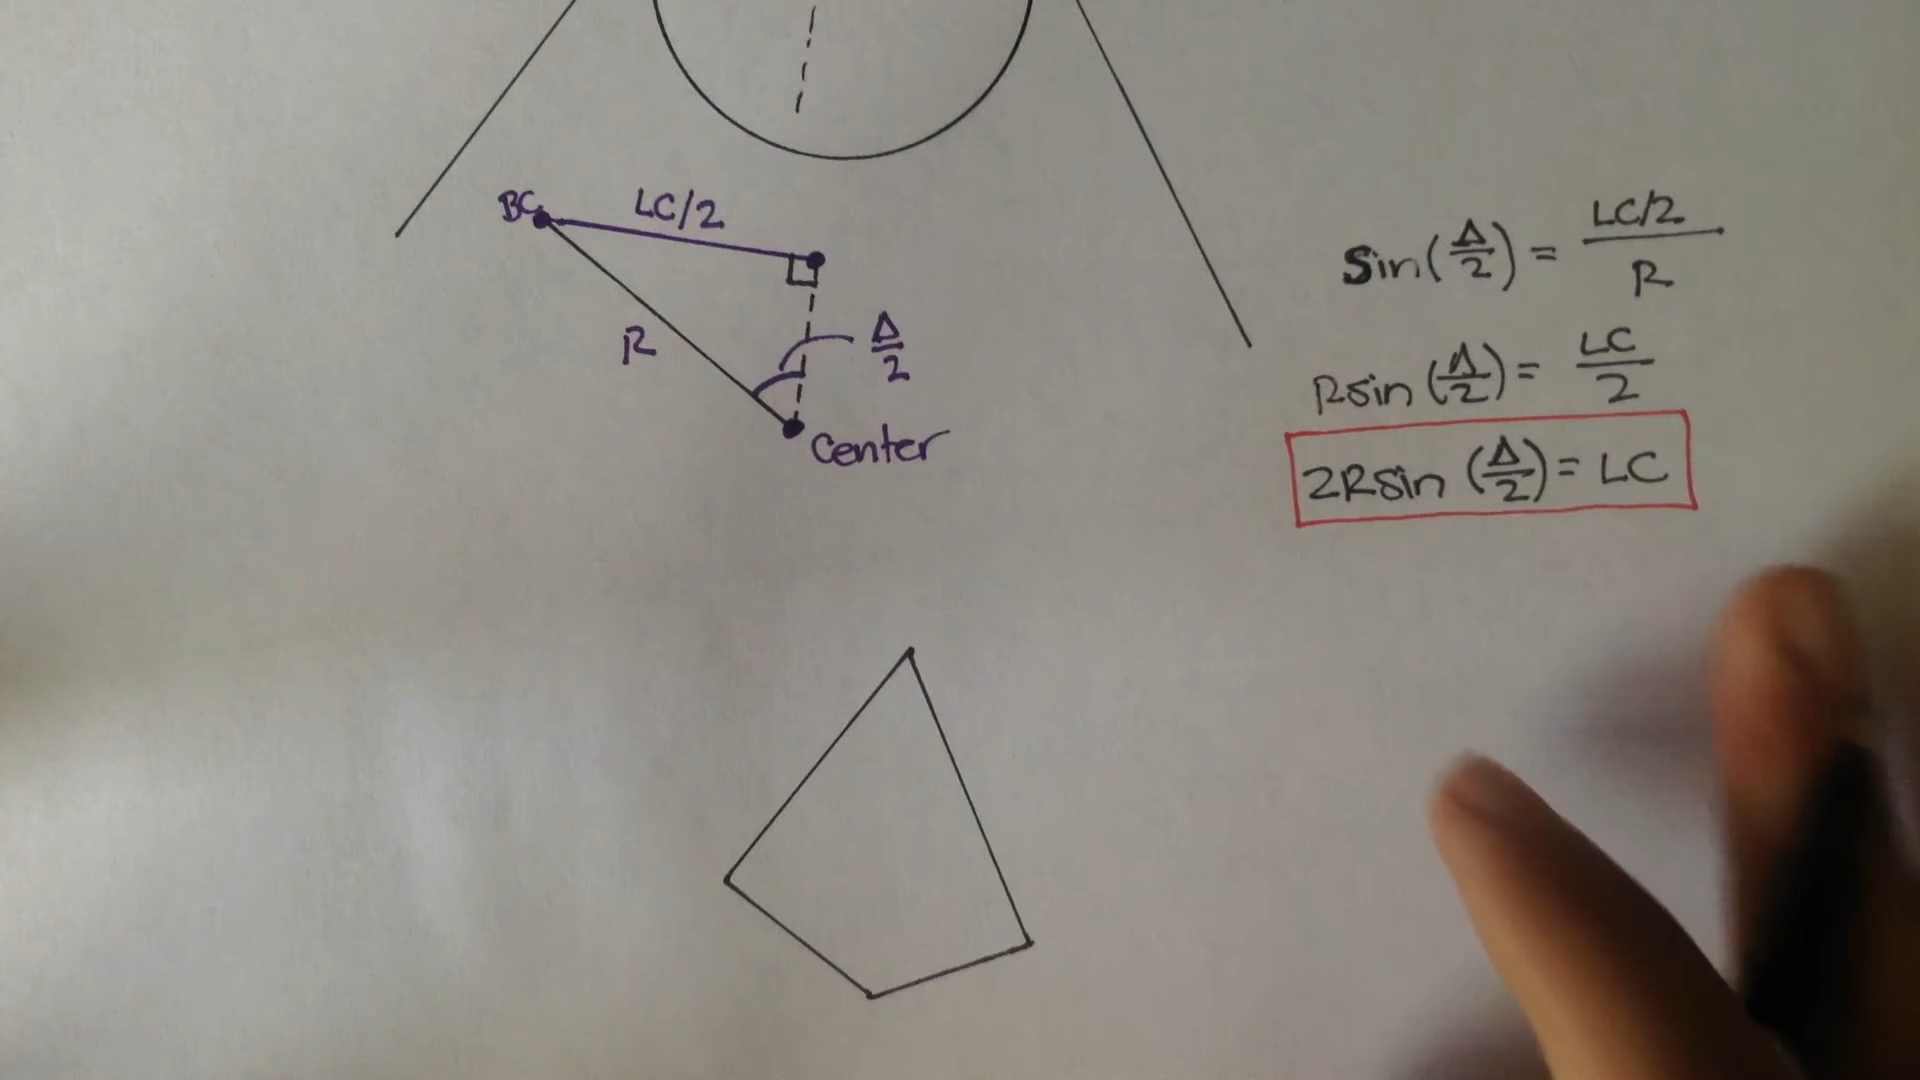 BC
LC/2
R
Δ/2
Center
Sin(Δ/2) = LC/2 / R
Rsin(Δ/2) = LC/2
2Rsin(Δ/2) = LC